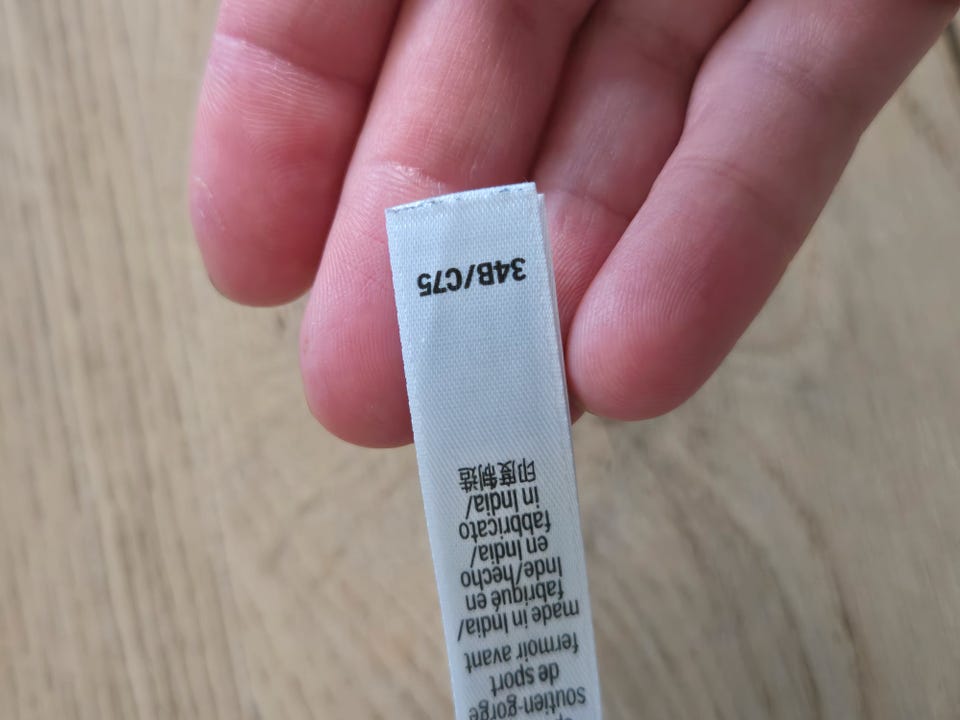 soutien-gorge
de sport
fermoir avant
made in India/
fabriqué en
Inde/hecho
en India/
fabbricato
in India/
印度制造
34B/C75